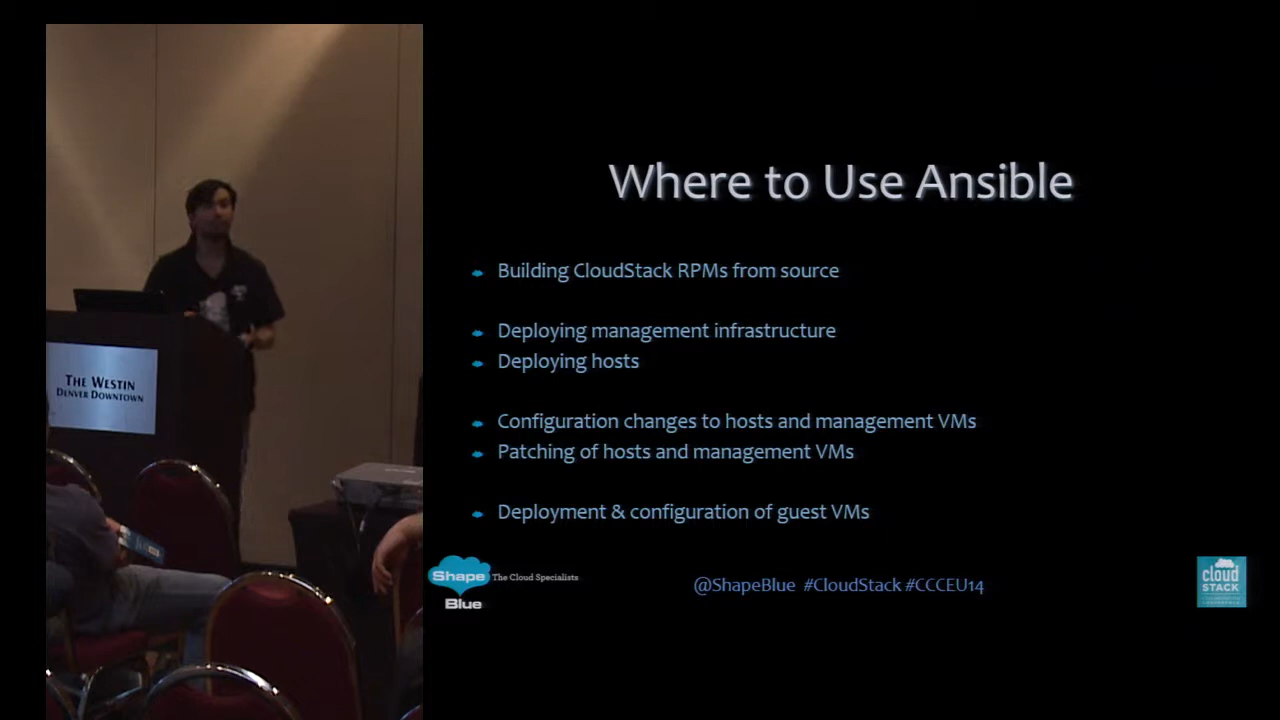 Where to Use Ansible
Building CloudStack RPMs from source
Deploying management infrastructure
Deploying hosts
Configuration changes to hosts and management VMs
Patching of hosts and management VMs
Deployment & configuration of guest VMs
THE WESTIN
DENVER DOWNTOWN
Shape
Blue
The Cloud Specialists
@ShapeBlue #CloudStack #CCCEU14
cloud
STACK